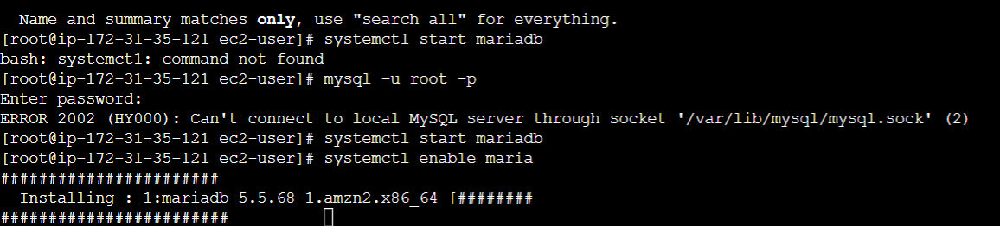 Name and summary matches only, use "search all" for everything.
[root@ip-172-31-35-121 ec2-user]# systemct1 start mariadb
bash: systemct1: command not found
[root@ip-172-31-35-121 ec2-user]# mysql -u root -p
Enter password:
ERROR 2002 (HY000): Can't connect to local MySQL server through socket '/var/lib/mysql/mysql.sock' (2)
[root@ip-172-31-35-121 ec2-user]# systemctl start mariadb
[root@ip-172-31-35-121 ec2-user]# systemctl enable maria
#######################
Installing : 1:mariadb-5.5.68-1.amzn2.x86_64 [########
########################